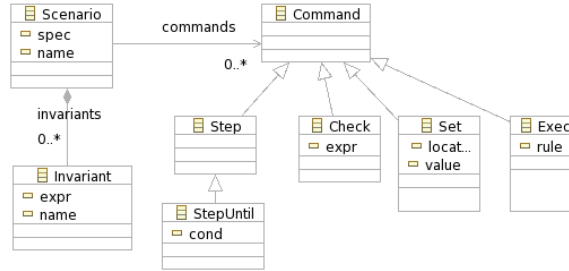 Scenario
spec
name
commands
0..*
Command
invariants
0..*
Invariant
expr
name
Step
Check
expr
Set
locat...
value
Exec
rule
StepUntil
cond